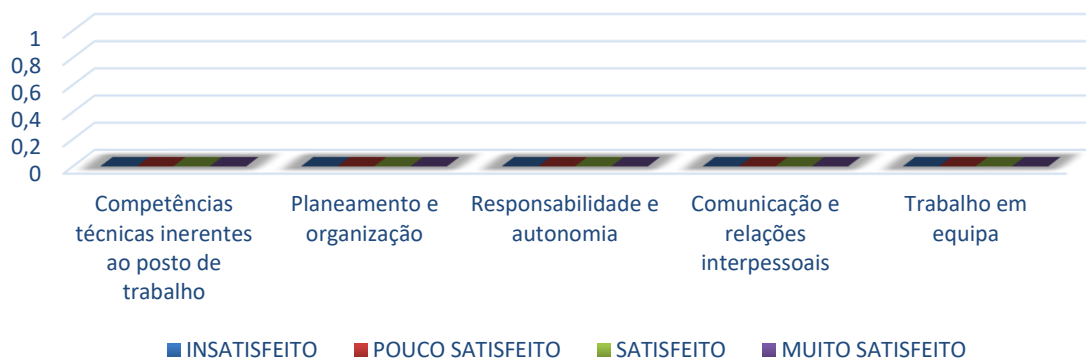 1
0,8
0,6
0,4
0,2
0
Competências
técnicas inerentes
ao posto de
trabalho
Planeamento e
organização
Responsabilidade e
autonomia
Comunicação e
relações
interpessoais
Trabalho em
equipa
INSATISFEITO
POUCO SATISFEITO
SATISFEITO
MUITO SATISFEITO